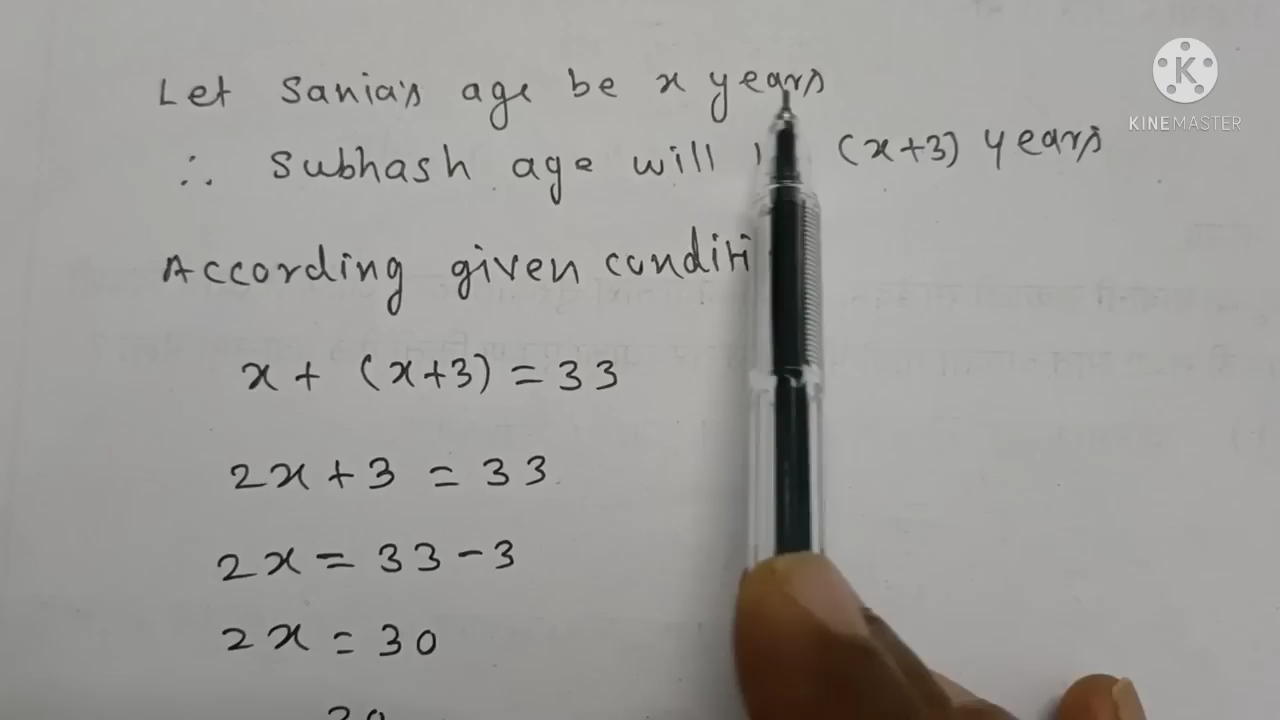 Let Sania's age be x years
∴ Subhash age will (x+3) years
According given conditi
x + (x+3) = 33
2x + 3 = 33
2x = 33 - 3
2x = 30
K
KINEMASTER